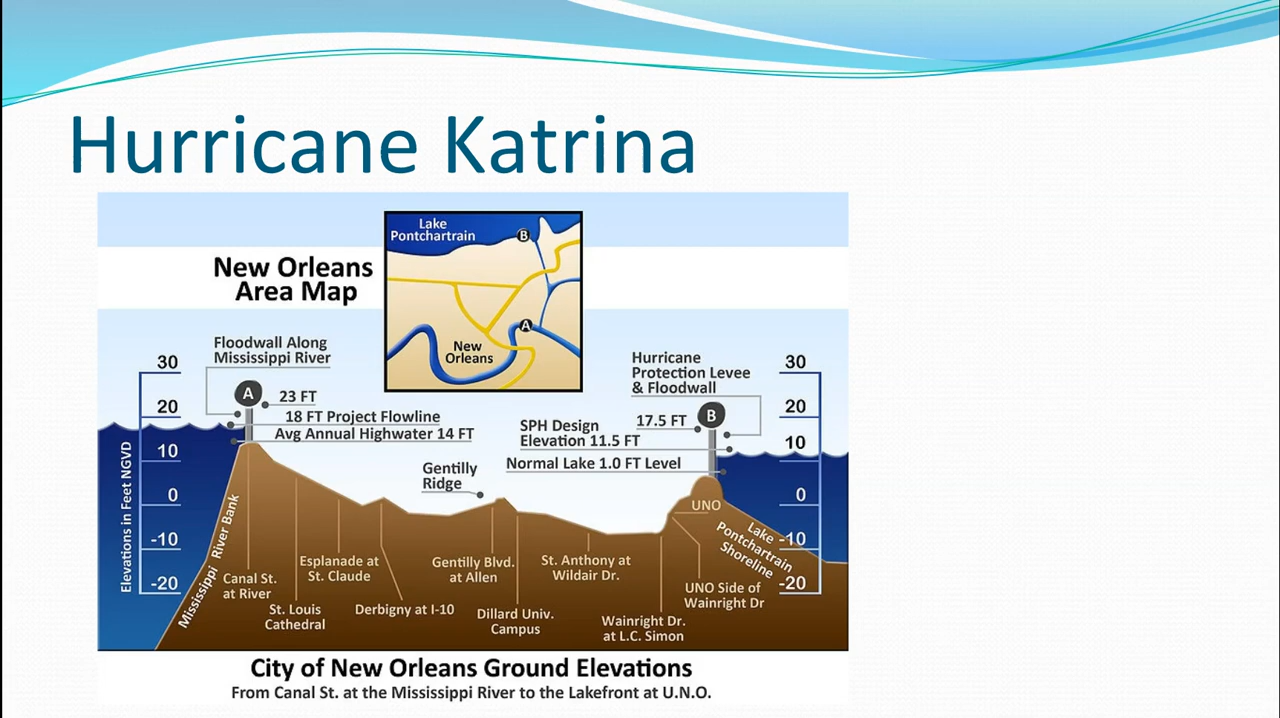 Hurricane Katrina
Lake
Pontchartrain
B
A
New
Orleans
New Orleans
Area Map
Floodwall Along
Mississippi River
30
20
10
0
-10
-20
Elevations in Feet NGVD
A
23 FT
18 FT Project Flowline
Avg Annual Highwater 14 FT
Gentilly
Ridge
Hurricane
Protection Levee
& Floodwall
B
17.5 FT
SPH Design
Elevation 11.5 FT
Normal Lake 1.0 FT Level
30
20
10
0
-10
-20
Mississippi River Bank
Canal St.
at River
St. Louis
Cathedral
Esplanade at
St. Claude
Derbigny at I-10
Gentilly Blvd.
at Allen
Dillard Univ.
Campus
St. Anthony at
Wildair Dr.
Wainright Dr.
at L.C. Simon
UNO
UNO Side of
Wainright Dr
Lake
Pontchartrain
Shoreline
City of New Orleans Ground Elevations
From Canal St. at the Mississippi River to the Lakefront at U.N.O.